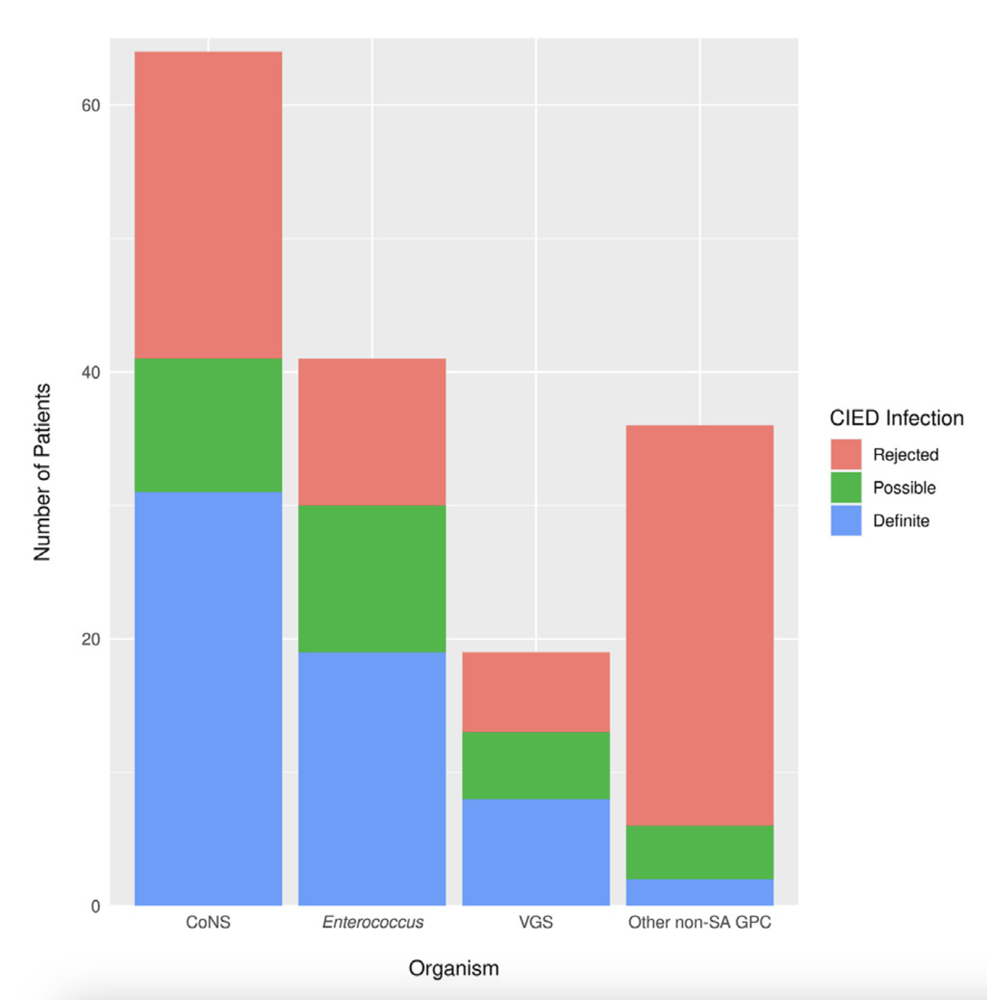 60
40
20
0
Number of Patients
CoNS
Enterococcus
VGS
Other non-SA GPC
Organism
CIED Infection
Rejected
Possible
Definite